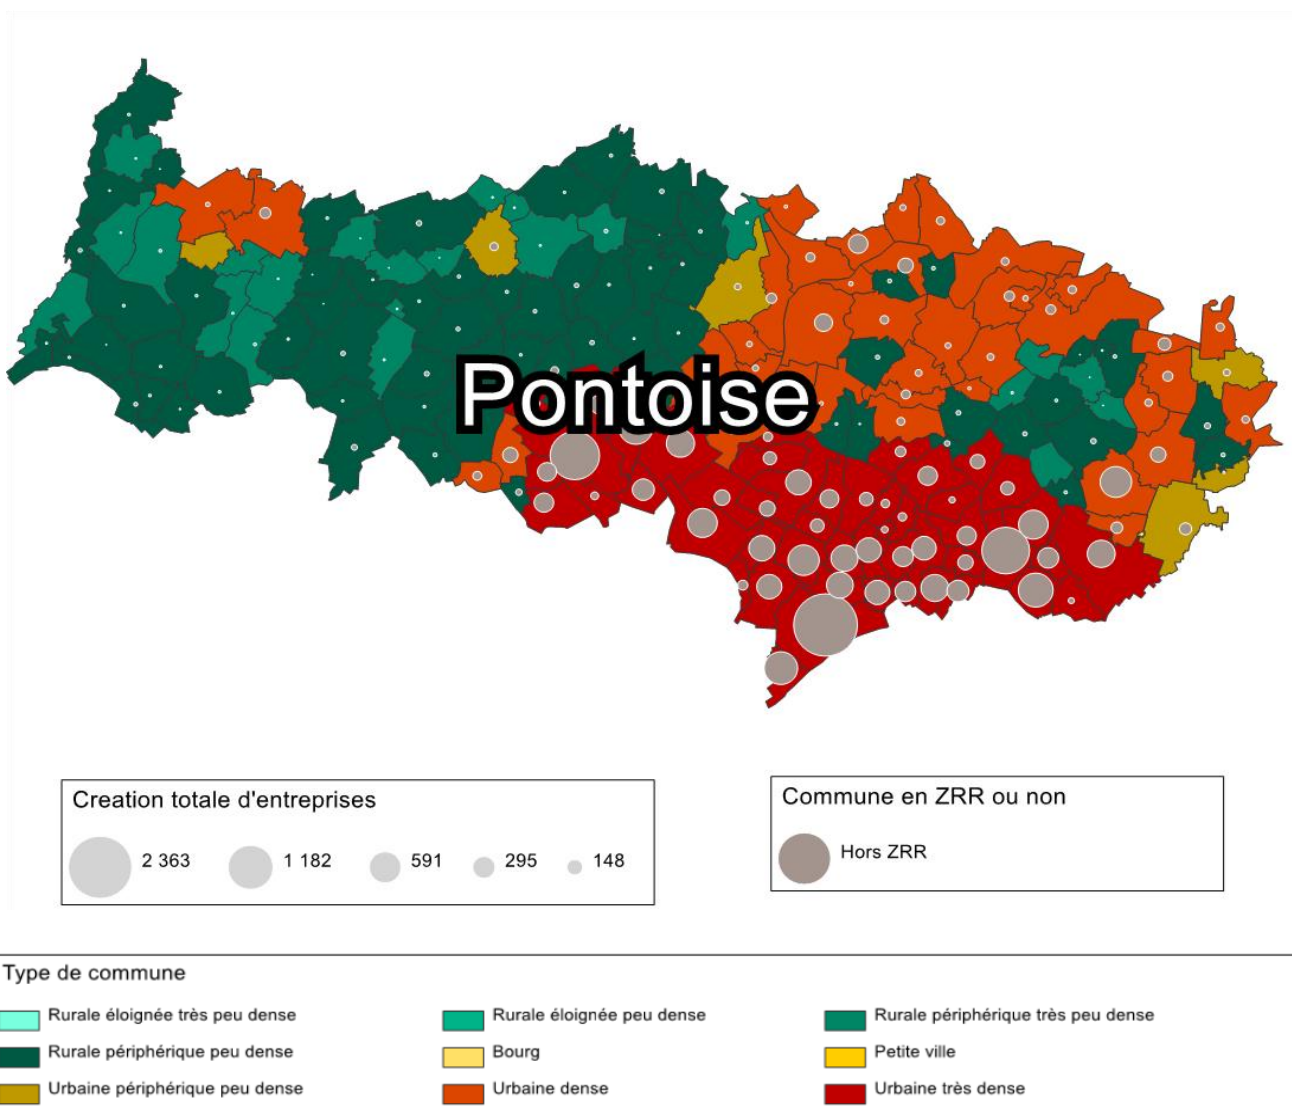 Pontoise
Creation totale d'entreprises
2 363
1 182
591
295
148
Commune en ZRR ou non
Hors ZRR
Type de commune
Rurale éloignée très peu dense
Rurale éloignée peu dense
Rurale périphérique très peu dense
Rurale périphérique peu dense
Bourg
Petite ville
Urbaine périphérique peu dense
Urbaine dense
Urbaine très dense